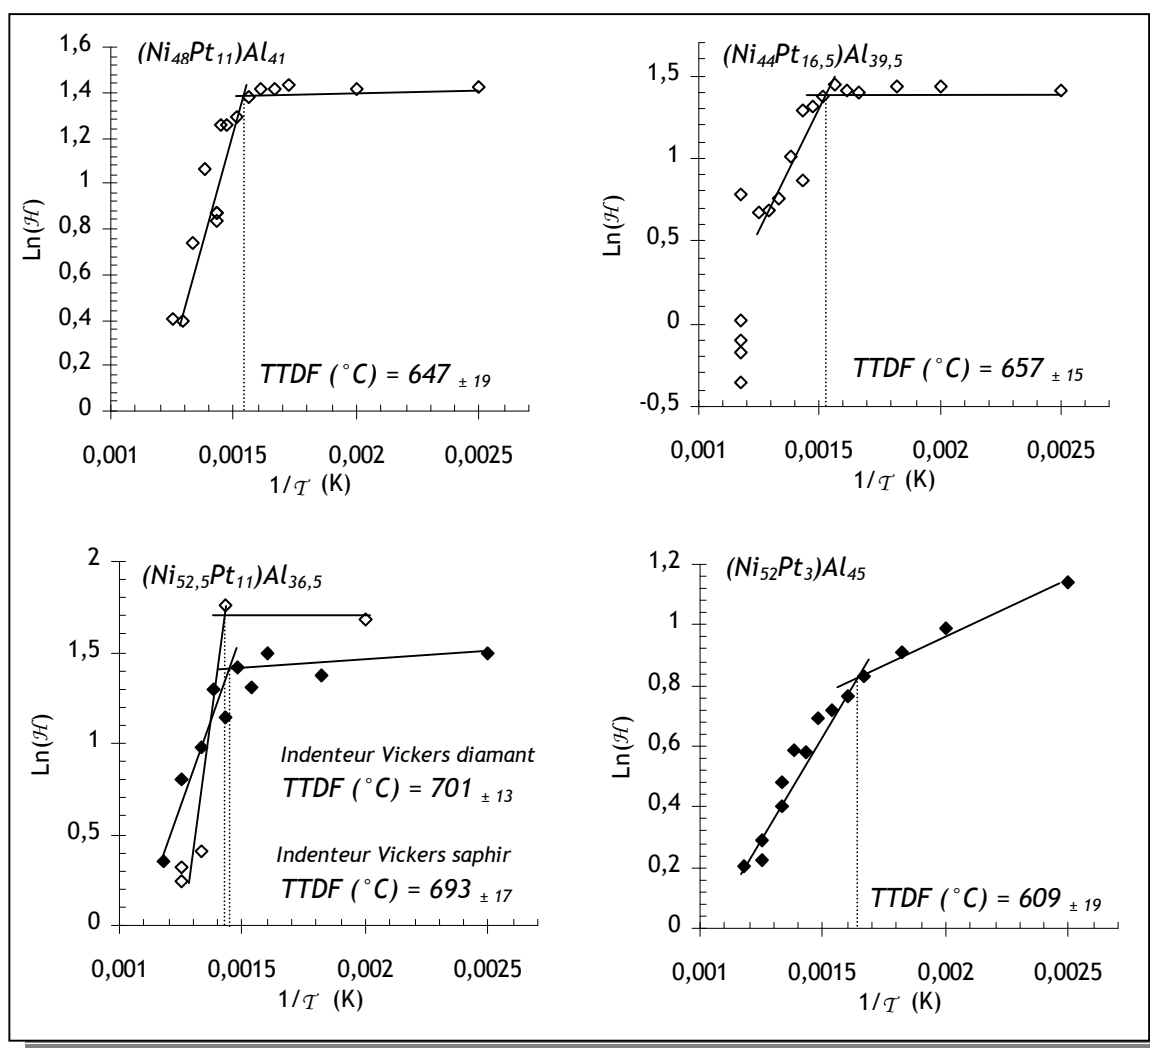 (Ni48Pt11)Al41
1,6
1,4
1,2
1
0,8
0,6
0,4
0,2
0
Ln(ℋ)
TTDF (°C) = 647 ± 19
0,001 0,0015 0,002 0,0025
1/𝒯 (K)
(Ni44Pt16,5)Al39,5
1,5
1
0,5
0
-0,5
Ln(ℋ)
TTDF (°C) = 657 ± 15
0,001 0,0015 0,002 0,0025
1/𝒯 (K)
(Ni52,5Pt11)Al36,5
2
1,5
1
0,5
0
Ln(ℋ)
Indenteur Vickers diamant
TTDF (°C) = 701 ± 13
Indenteur Vickers saphir
TTDF (°C) = 693 ± 17
0,001 0,0015 0,002 0,0025
1/𝒯 (K)
(Ni52Pt3)Al45
1,2
1
0,8
0,6
0,4
0,2
0
Ln(ℋ)
TTDF (°C) = 609 ± 19
0,001 0,0015 0,002 0,0025
1/𝒯 (K)